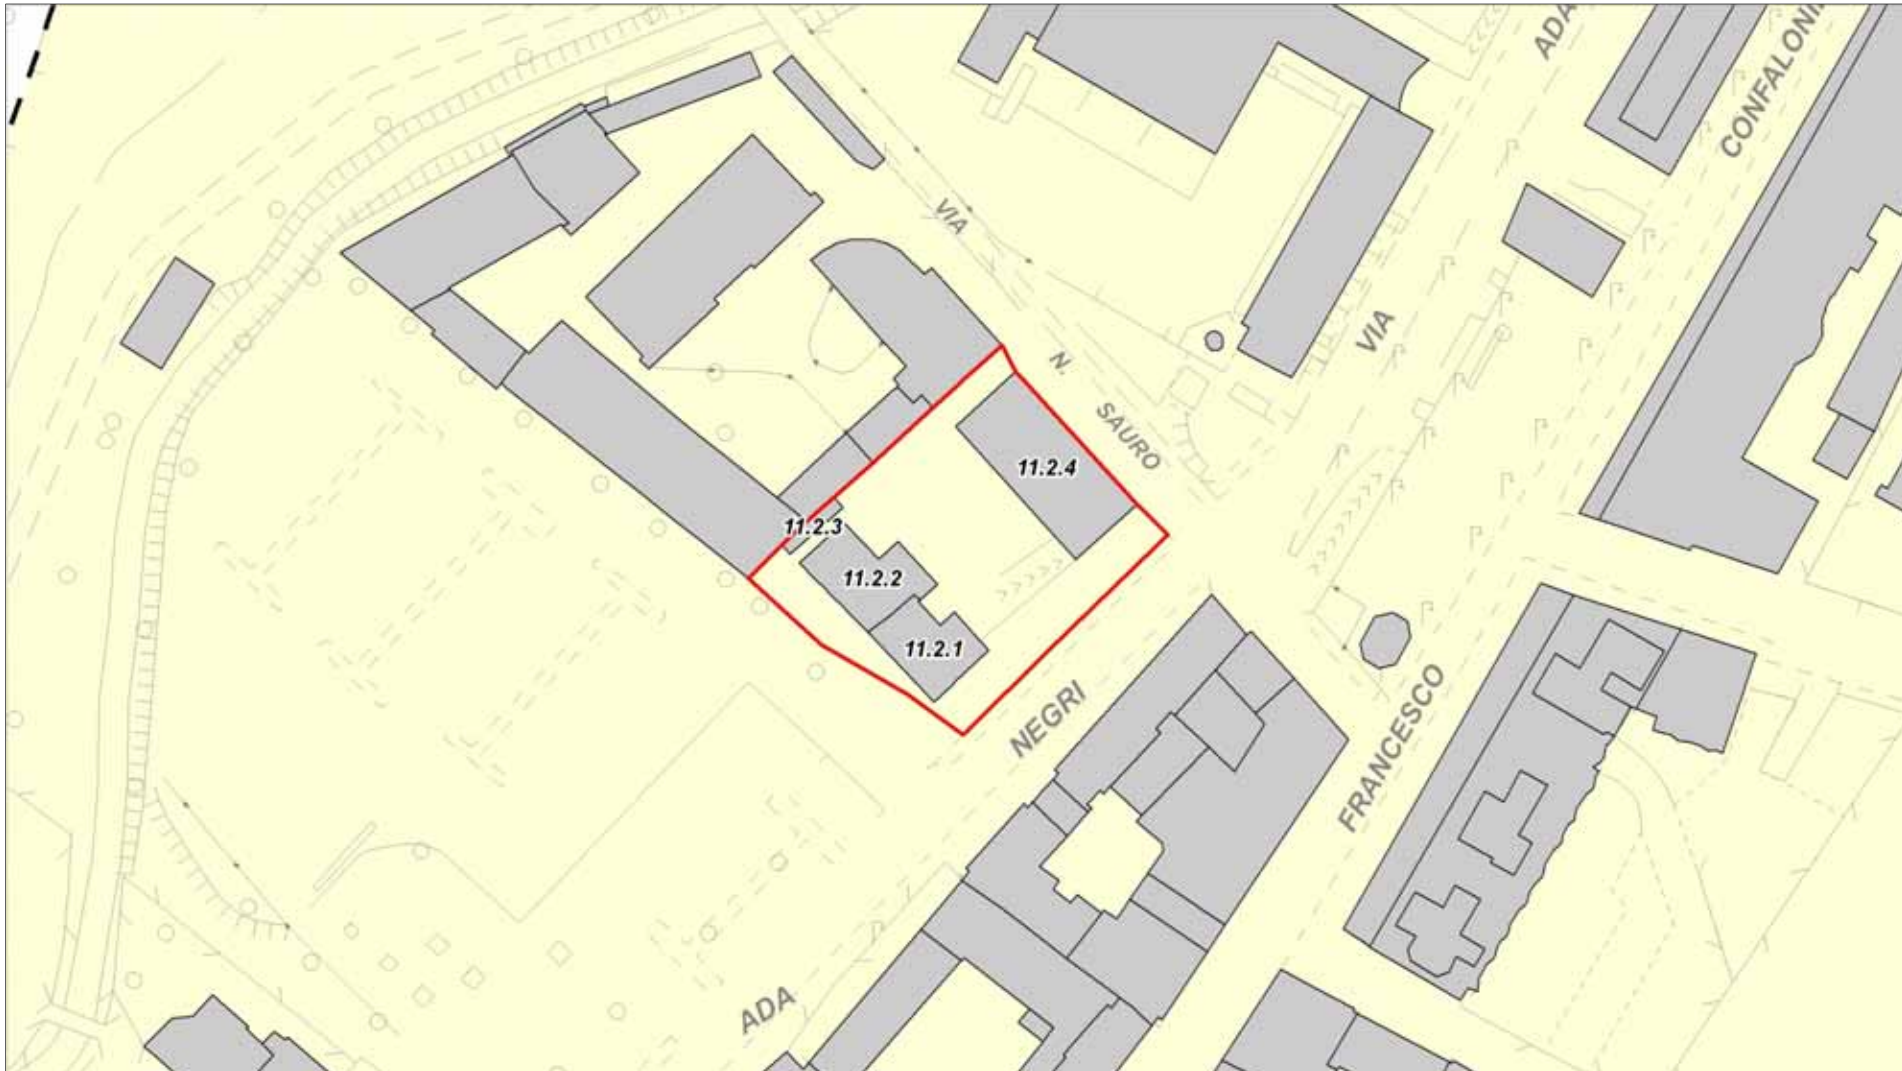 ADA
CONFALONI
VIA
VIA
N.
SAURO
11.2.4
11.2.3
11.2.2
11.2.1
NEGRI
FRANCESCO
ADA